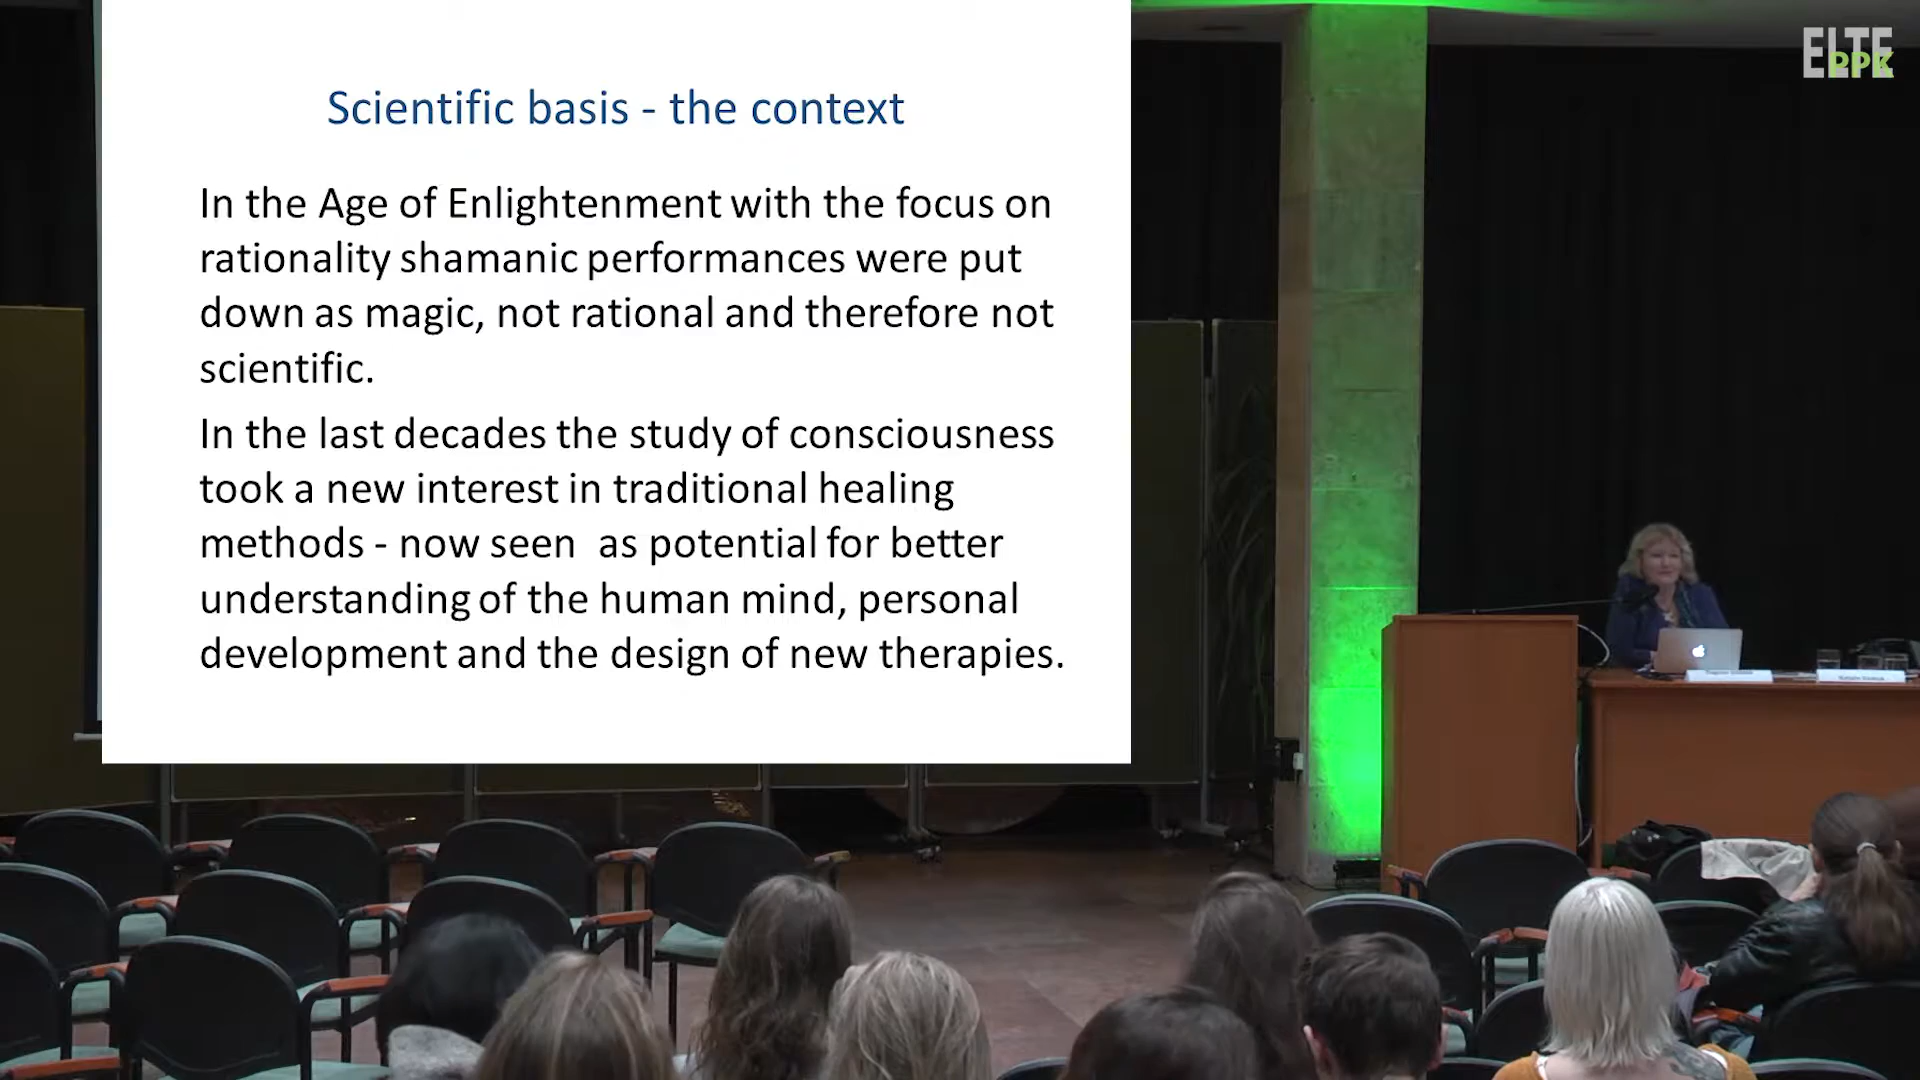 ELTE
PPK
Scientific basis - the context
In the Age of Enlightenment with the focus on
rationality shamanic performances were put
down as magic, not rational and therefore not
scientific.
In the last decades the study of consciousness
took a new interest in traditional healing
methods - now seen  as potential for better
understanding of the human mind, personal
development and the design of new therapies.